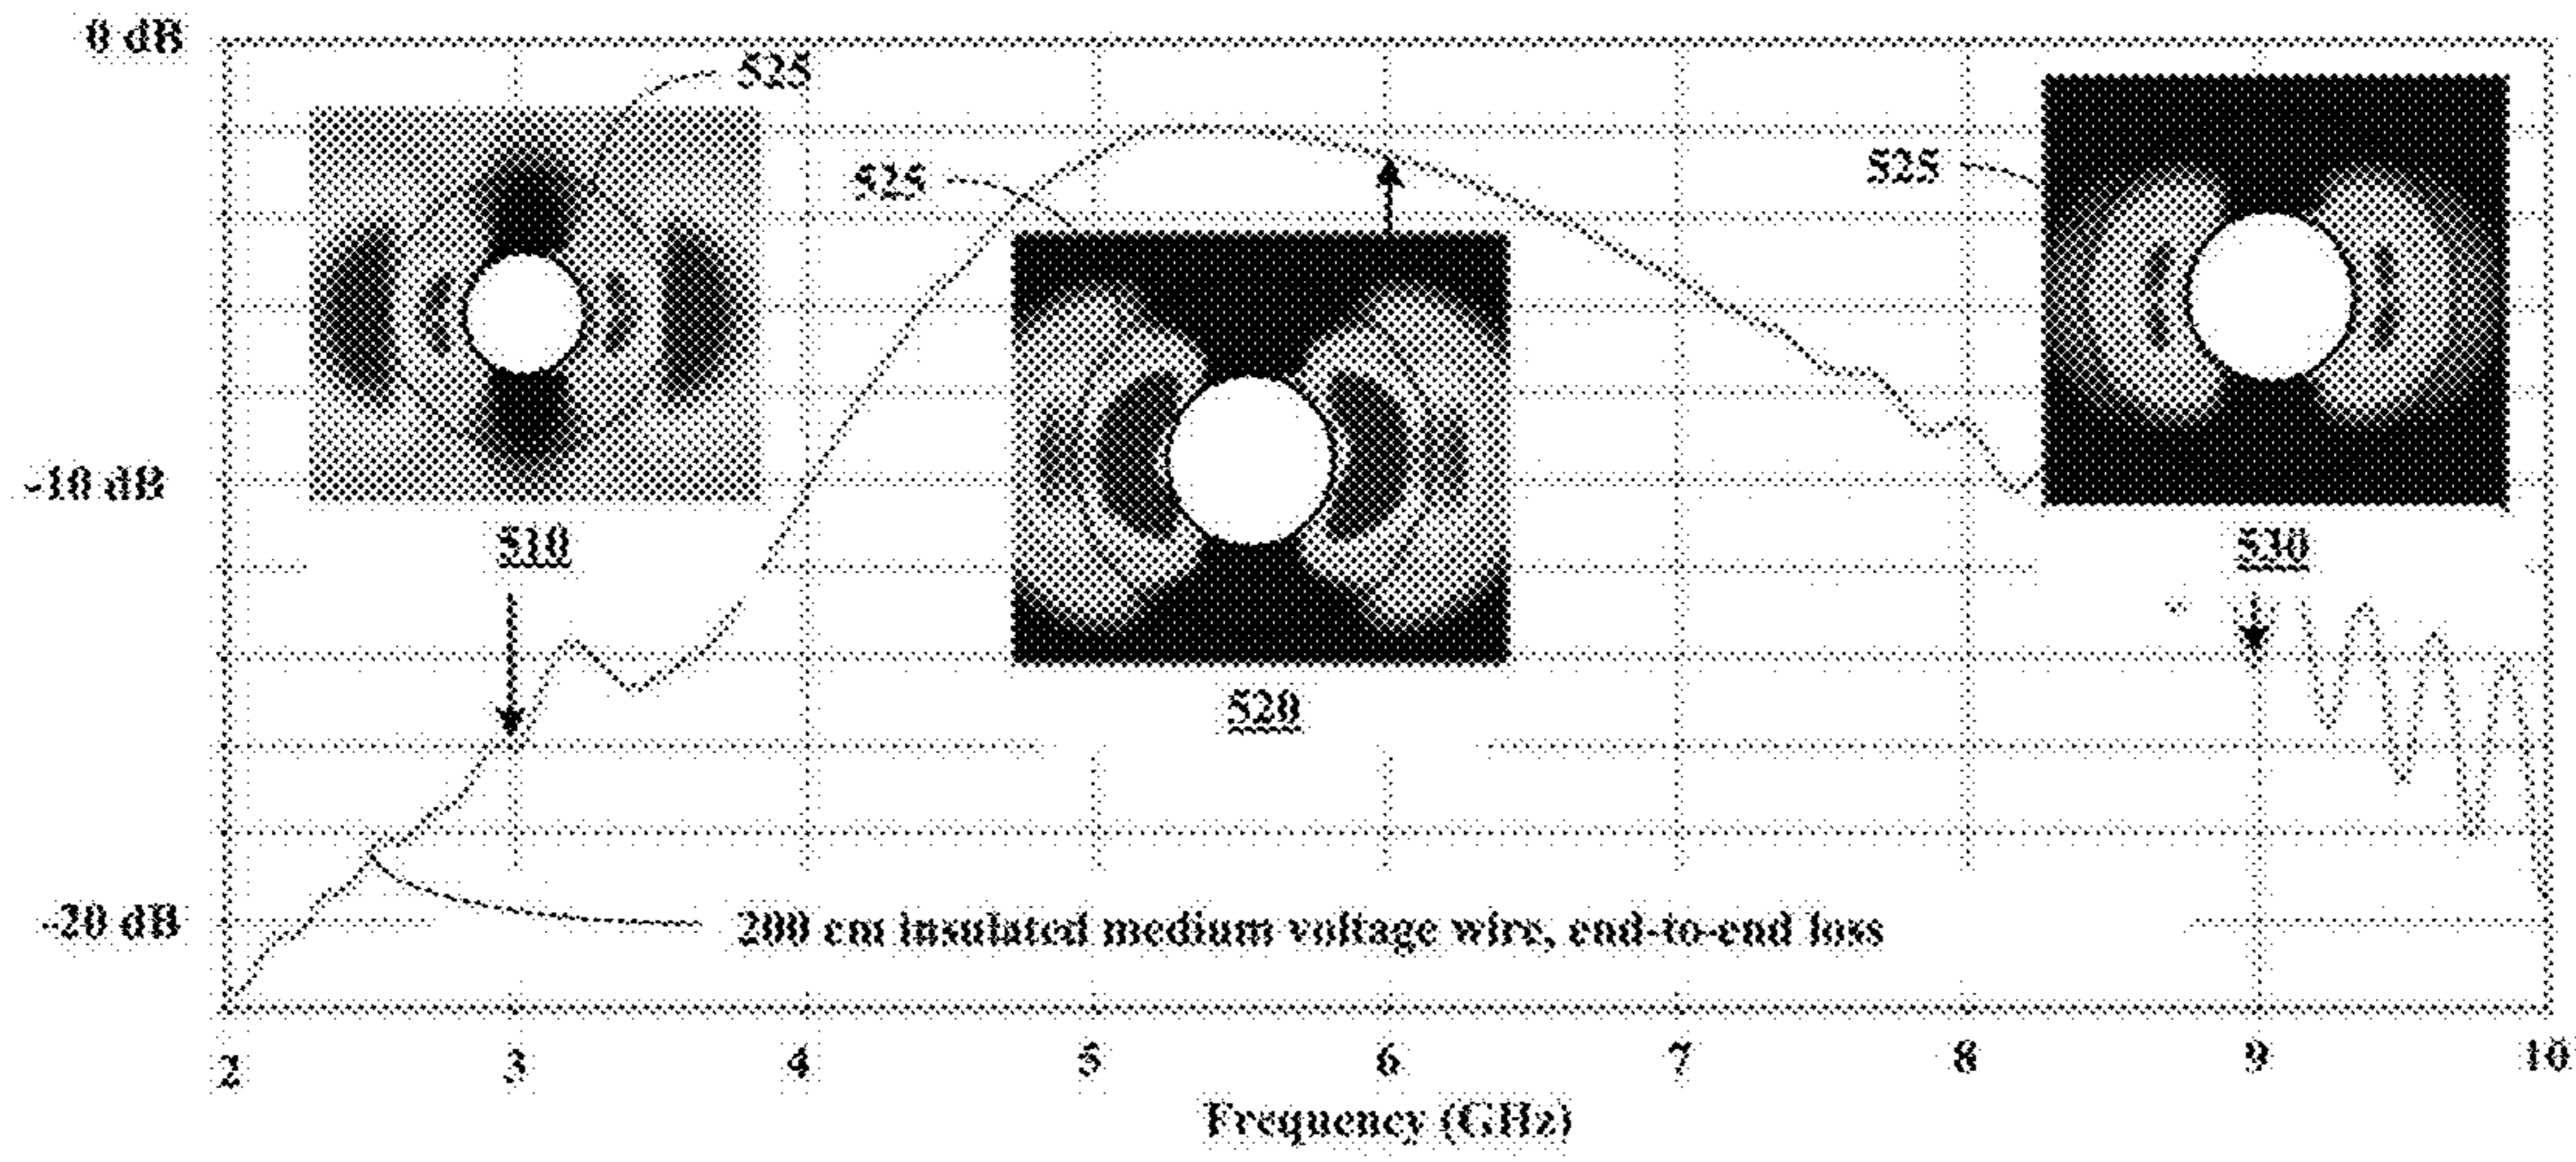 0 dB
525
525
525
-10 dB
510
530
520
-20 dB
200 cm insulated medium voltage wire, end-to-end loss
2 3 4 5 6 7 8 9 10
Frequency (GHz)